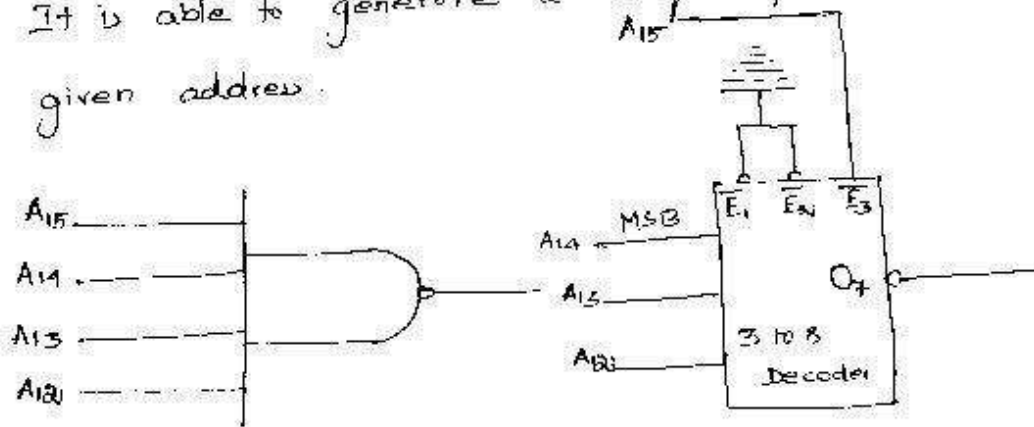 It is able to generate a
given address.
A15
A15
A14
A13
A12
A14 MSB
A13
A12
E1 E2 E3
O7
3 to 8
Decoder